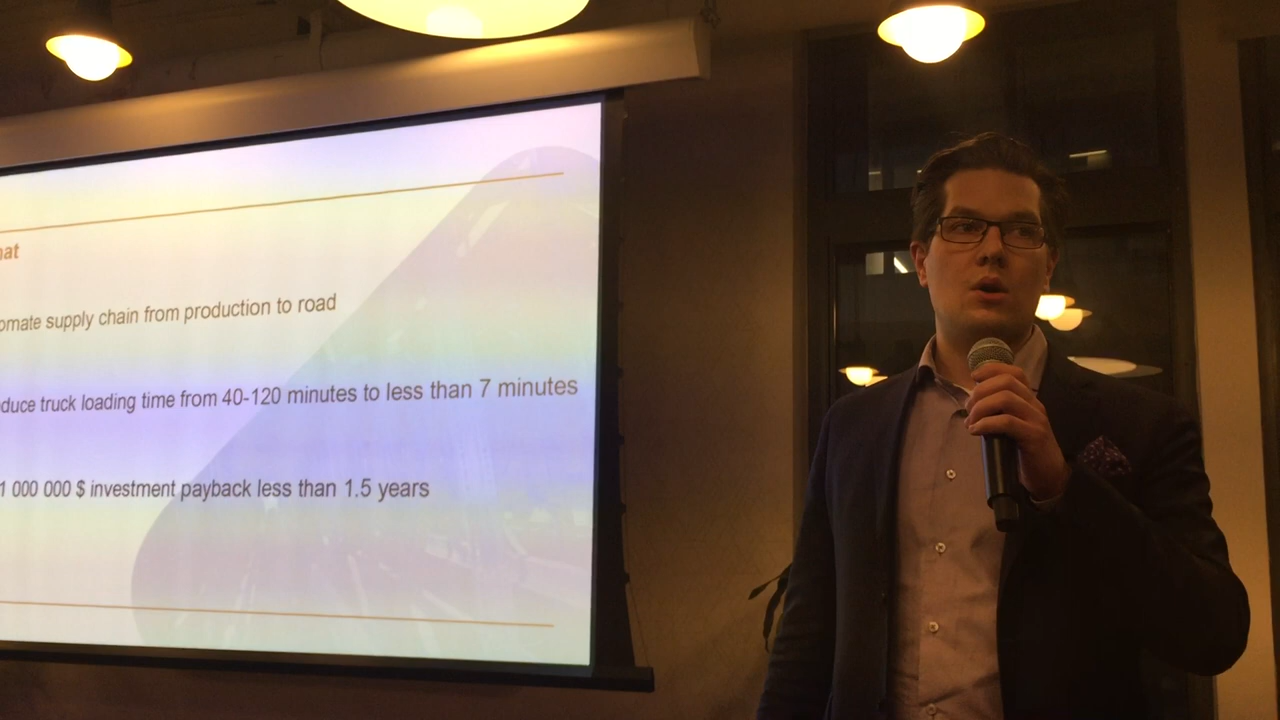 hat
omate supply chain from production to road
duce truck loading time from 40-120 minutes to less than 7 minutes
1 000 000 $ investment payback less than 1.5 years